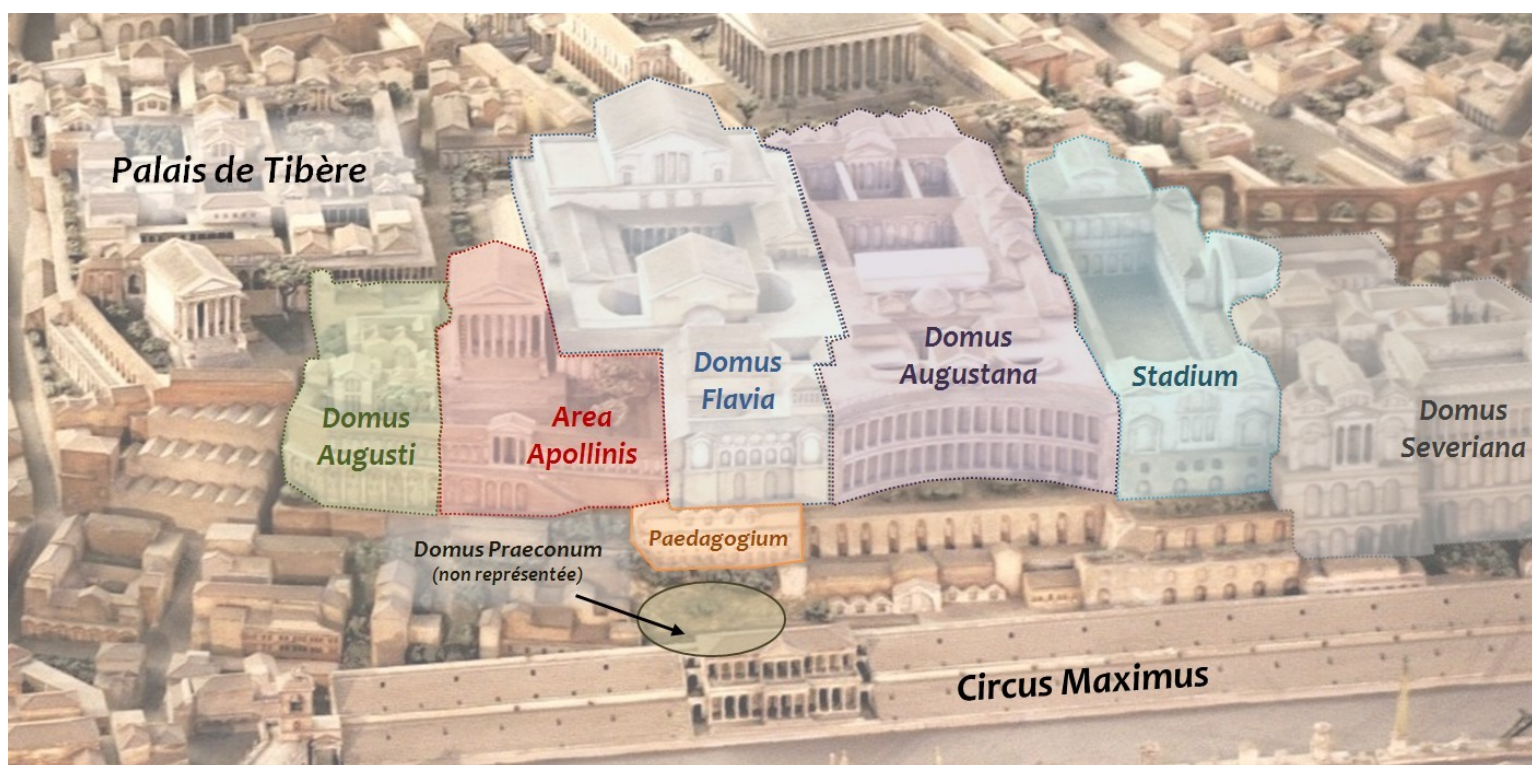 Palais de Tibère
Domus
Augusti
Area
Apollinis
Domus
Flavia
Domus
Augustana
Stadium
Domus
Severiana
Paedagogium
Domus Praeconum
(non représentée)
Circus Maximus